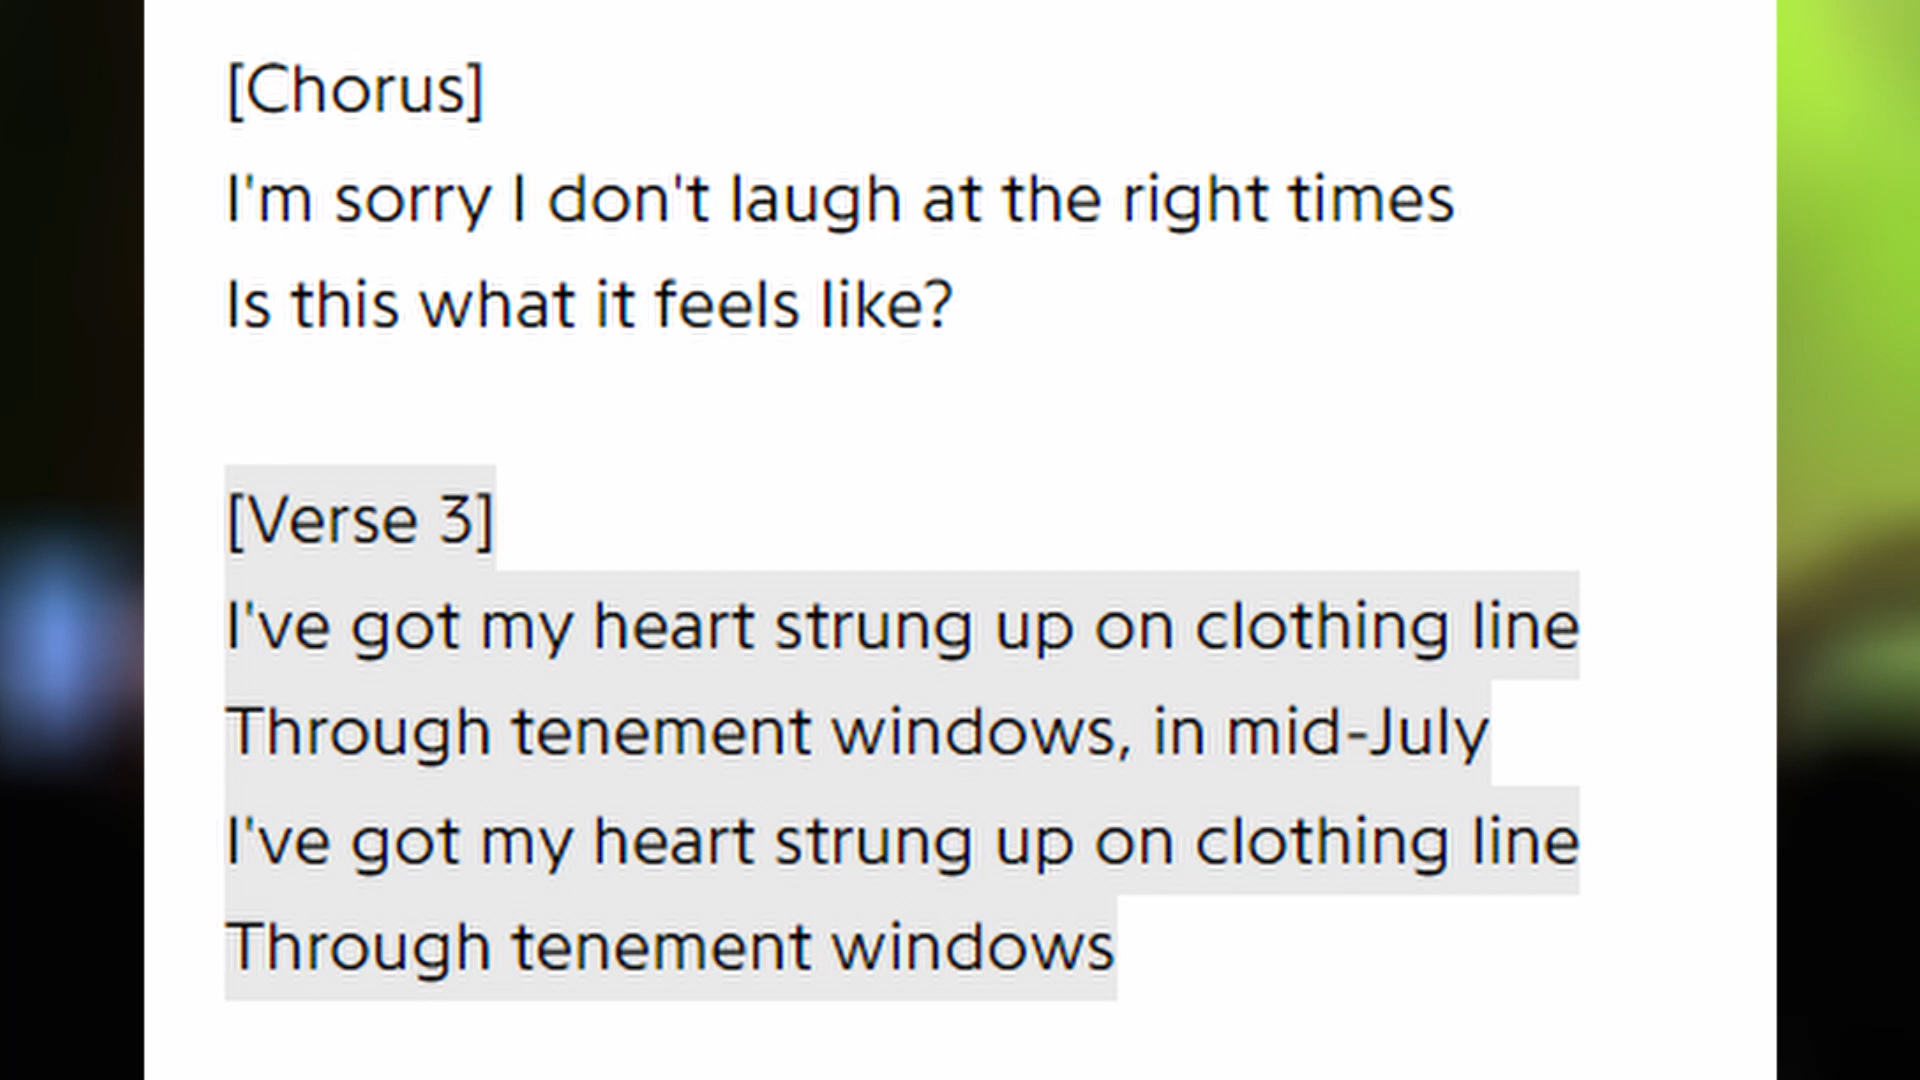 [Chorus]
I'm sorry I don't laugh at the right times
Is this what it feels like?
[Verse 3]
I've got my heart strung up on clothing line
Through tenement windows, in mid-July
I've got my heart strung up on clothing line
Through tenement windows